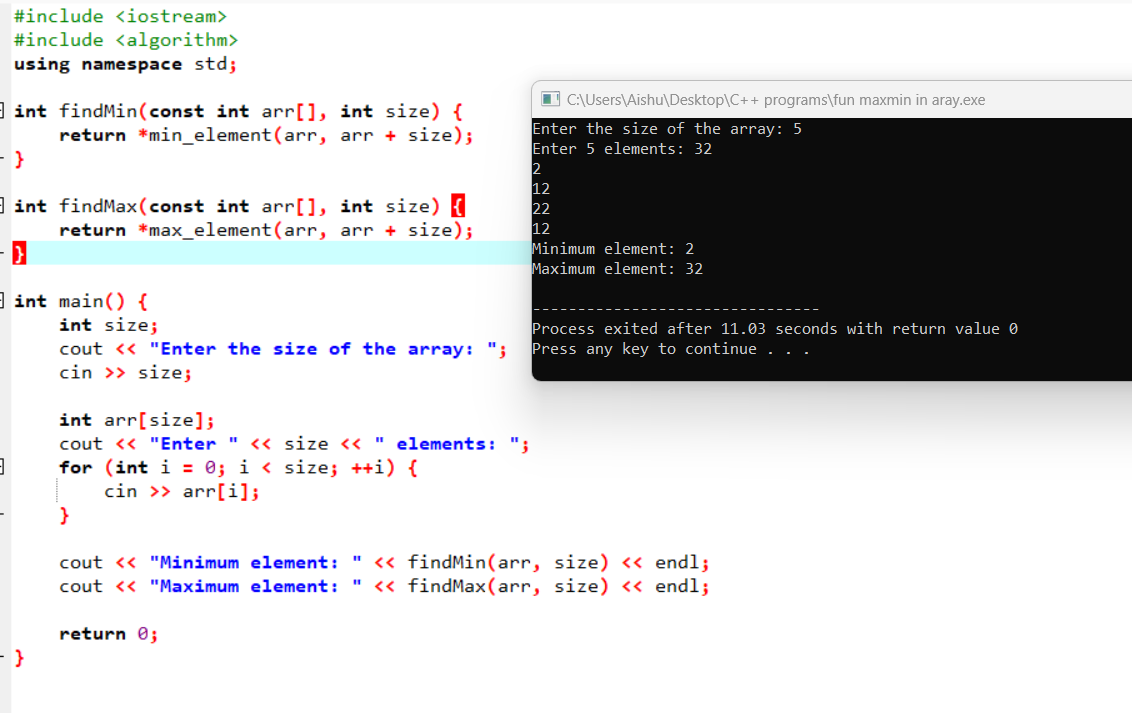 #include <iostream>
#include <algorithm>
using namespace std;
int findMin(const int arr[], int size) {
return *min_element(arr, arr + size);
}
int findMax(const int arr[], int size) {
return *max_element(arr, arr + size);
}
int main() {
int size;
cout << "Enter the size of the array: ";
cin >> size;
int arr[size];
cout << "Enter " << size << " elements: ";
for (int i = 0; i < size; ++i) {
cin >> arr[i];
}
cout << "Minimum element: " << findMin(arr, size) << endl;
cout << "Maximum element: " << findMax(arr, size) << endl;
return 0;
}
C:\Users\Aishu\Desktop\C++ programs\fun maxmin in aray.exe
Enter the size of the array: 5
Enter 5 elements: 32
2
12
22
12
Minimum element: 2
Maximum element: 32
--------------------------------
Process exited after 11.03 seconds with return value 0
Press any key to continue . . .